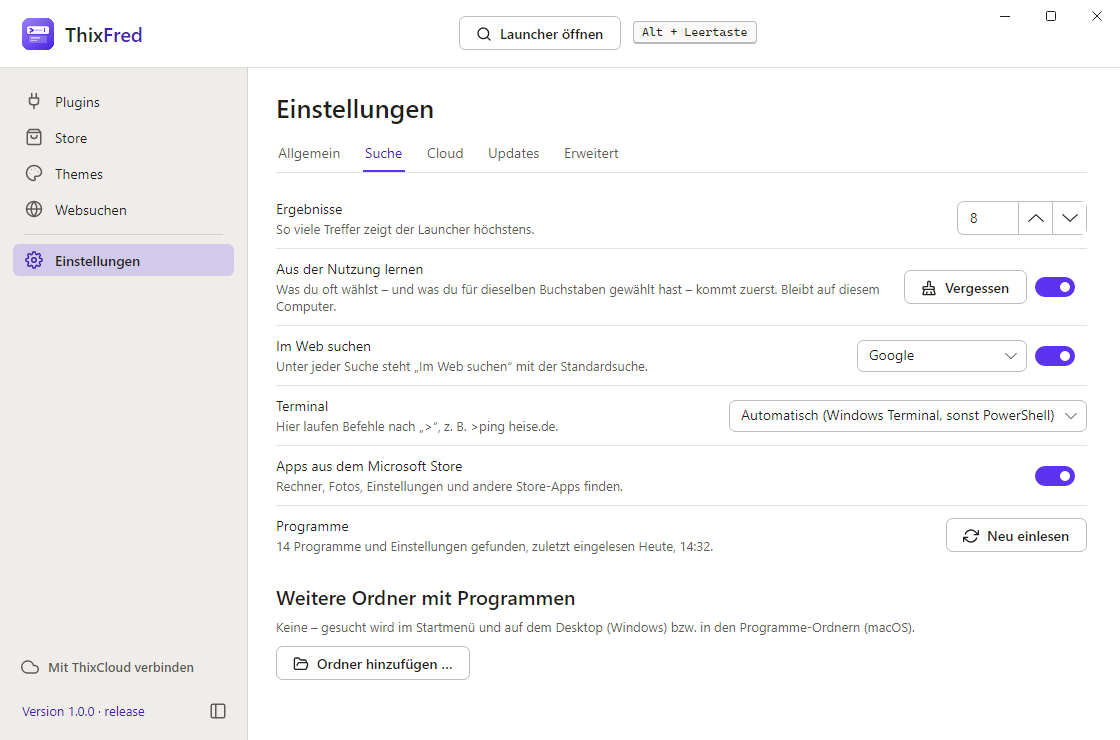 ThixFred
Launcher öffnen
Alt + Leertaste
Plugins
Store
Themes
Websuchen
Einstellungen
Mit ThixCloud verbinden
Version 1.0.0 · release
Einstellungen
Allgemein Suche Cloud Updates Erweitert
Ergebnisse
So viele Treffer zeigt der Launcher höchstens.
8
Aus der Nutzung lernen
Was du oft wählst – und was du für dieselben Buchstaben gewählt hast – kommt zuerst. Bleibt auf diesem
Computer.
Vergessen
Im Web suchen
Unter jeder Suche steht „Im Web suchen“ mit der Standardsuche.
Google
Terminal
Hier laufen Befehle nach „>“, z. B. >ping heise.de.
Automatisch (Windows Terminal, sonst PowerShell)
Apps aus dem Microsoft Store
Rechner, Fotos, Einstellungen und andere Store-Apps finden.
Programme
14 Programme und Einstellungen gefunden, zuletzt eingelesen Heute, 14:32.
Neu einlesen
Weitere Ordner mit Programmen
Keine – gesucht wird im Startmenü und auf dem Desktop (Windows) bzw. in den Programme-Ordnern (macOS).
Ordner hinzufügen ...